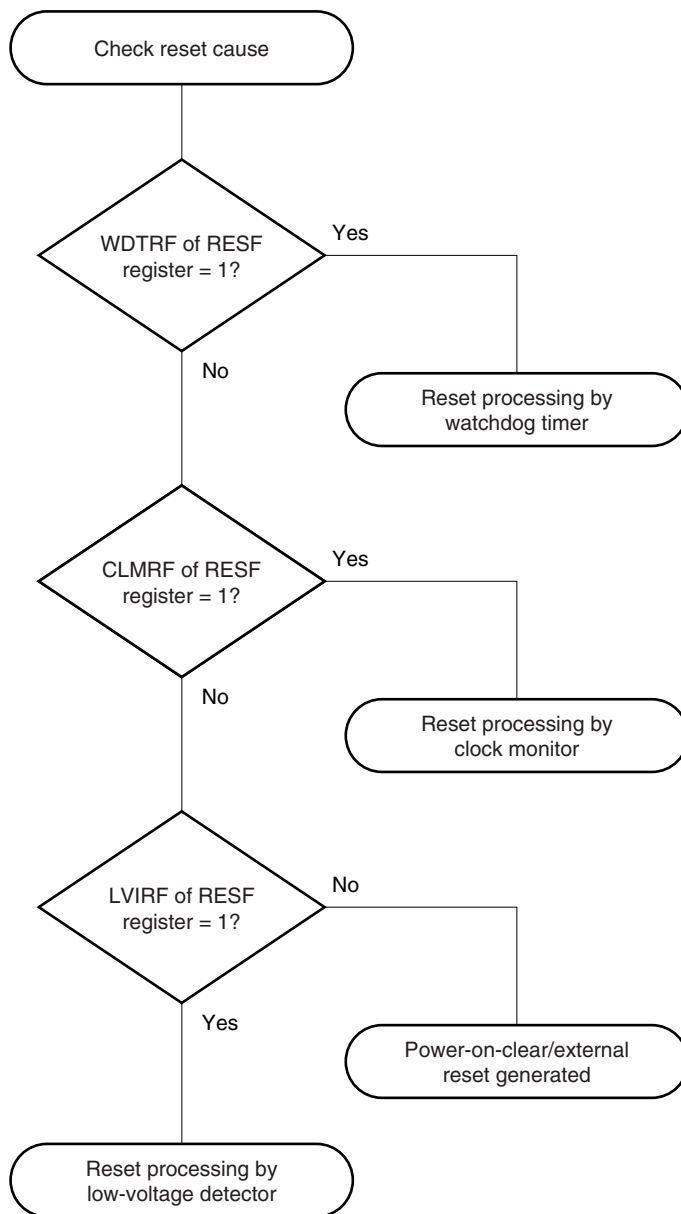 Check reset cause
WDTRF of RESF
register = 1?
Yes
No
Reset processing by
watchdog timer
CLMRF of RESF
register = 1?
Yes
No
Reset processing by
clock monitor
LVIRF of RESF
register = 1?
No
Yes
Power-on-clear/external
reset generated
Reset processing by
low-voltage detector